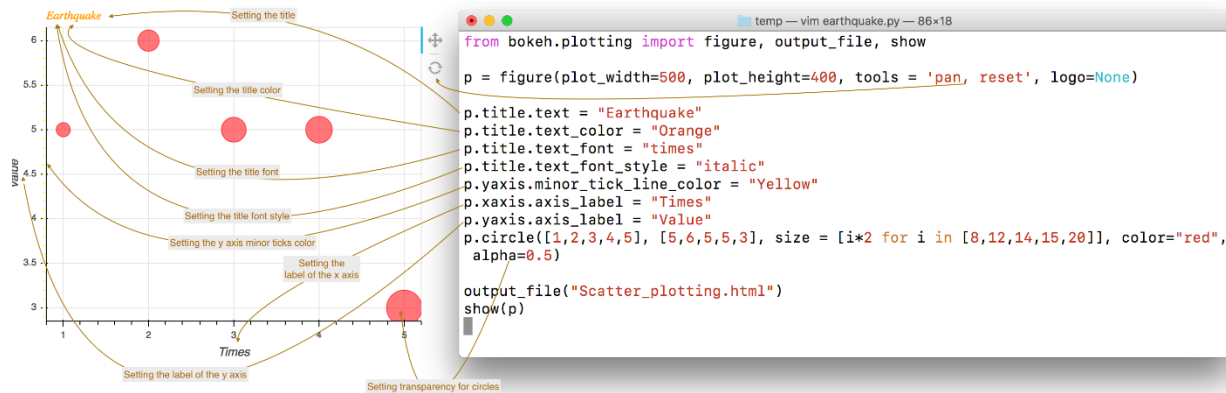 Earthquake
Setting the title
6
5.5
5
4.5
4
3.5
3
value
1
2
3
4
5
Times
Setting the title color
Setting the title font
Setting the title font style
Setting the y axis minor ticks color
Setting the
label of the x axis
Setting the label of the y axis
Setting transparency for circles
temp — vim earthquake.py — 86×18
from bokeh.plotting import figure, output_file, show
p = figure(plot_width=500, plot_height=400, tools = 'pan, reset', logo=None)
p.title.text = "Earthquake"
p.title.text_color = "Orange"
p.title.text_font = "times"
p.title.text_font_style = "italic"
p.yaxis.minor_tick_line_color = "Yellow"
p.xaxis.axis_label = "Times"
p.yaxis.axis_label = "Value"
p.circle([1,2,3,4,5], [5,6,5,5,3], size = [i*2 for i in [8,12,14,15,20]], color="red",
alpha=0.5)
output_file("Scatter_plotting.html")
show(p)